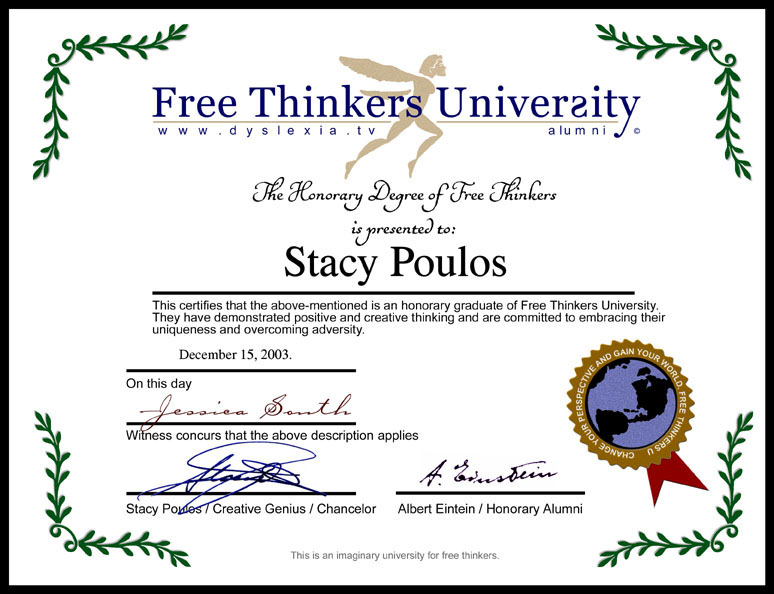 Free Thinkers University
www.dyslexia.tv alumni ©
The Honorary Degree of Free Thinkers
is presented to:
Stacy Poulos
This certifies that the above-mentioned is an honorary graduate of Free Thinkers University.
They have demonstrated positive and creative thinking and are committed to embracing their
uniqueness and overcoming adversity.
December 15, 2003.
On this day
Jessica South
Witness concurs that the above description applies
A. Einstein
Stacy Poulos / Creative Genius / Chancelor
Albert Eintein / Honorary Alumni
CHANGE YOUR PERSPECTIVE AND GAIN YOUR WORLD. FREE THINKERS U
This is an imaginary university for free thinkers.